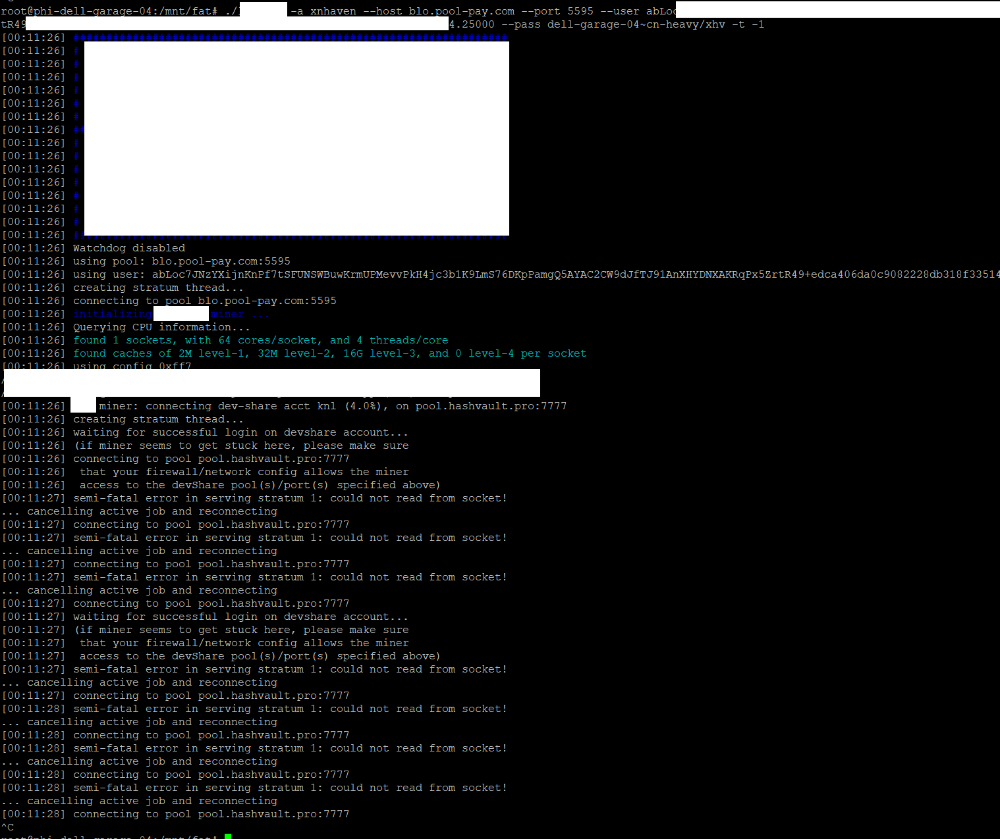 root@phi-dell-garage-04:/mnt/fat# ./ -a xnhaven --host blo.pool-pay.com --port 5595 --user abLoc
tR49 4.25000 --pass dell-garage-04~cn-heavy/xhv -t -1
[00:11:26] ##################################################################
[00:11:26] #
[00:11:26] #
[00:11:26] #
[00:11:26] #
[00:11:26] #
[00:11:26] #
[00:11:26] ##
[00:11:26] #
[00:11:26] #
[00:11:26] #
[00:11:26] #
[00:11:26] #
[00:11:26] #
[00:11:26] #
[00:11:26] ##################################################################
[00:11:26] Watchdog disabled
[00:11:26] using pool: blo.pool-pay.com:5595
[00:11:26] using user: abLoc7JNzYXijnKnPf7tSFUNSWBuwKrmUPMevvPkH4jc3b1K9LmS76DKpPamgQ5AYAC2CW9dJfTJ91AnXHYDNXAKRqPx5ZrtR49+edca406da0c9082228db318f33514
[00:11:26] creating stratum thread...
[00:11:26] connecting to pool blo.pool-pay.com:5595
[00:11:26] initializing miner ...
[00:11:26] Querying CPU information...
[00:11:26] found 1 sockets, with 64 cores/socket, and 4 threads/core
[00:11:26] found caches of 2M level-1, 32M level-2, 16G level-3, and 0 level-4 per socket
[00:11:26] using config 0xff7
[00:11:26] miner: connecting dev-share acct knl (4.0%), on pool.hashvault.pro:7777
[00:11:26] creating stratum thread...
[00:11:26] waiting for successful login on devshare account...
[00:11:26] (if miner seems to get stuck here, please make sure
[00:11:26] connecting to pool pool.hashvault.pro:7777
[00:11:26]  that your firewall/network config allows the miner
[00:11:26]  access to the devShare pool(s)/port(s) specified above)
[00:11:27] semi-fatal error in serving stratum 1: could not read from socket!
... cancelling active job and reconnecting
[00:11:27] connecting to pool pool.hashvault.pro:7777
[00:11:27] semi-fatal error in serving stratum 1: could not read from socket!
... cancelling active job and reconnecting
[00:11:27] connecting to pool pool.hashvault.pro:7777
[00:11:27] semi-fatal error in serving stratum 1: could not read from socket!
... cancelling active job and reconnecting
[00:11:27] connecting to pool pool.hashvault.pro:7777
[00:11:27] waiting for successful login on devshare account...
[00:11:27] (if miner seems to get stuck here, please make sure
[00:11:27]  that your firewall/network config allows the miner
[00:11:27]  access to the devShare pool(s)/port(s) specified above)
[00:11:27] semi-fatal error in serving stratum 1: could not read from socket!
... cancelling active job and reconnecting
[00:11:27] connecting to pool pool.hashvault.pro:7777
[00:11:28] semi-fatal error in serving stratum 1: could not read from socket!
... cancelling active job and reconnecting
[00:11:28] connecting to pool pool.hashvault.pro:7777
[00:11:28] semi-fatal error in serving stratum 1: could not read from socket!
... cancelling active job and reconnecting
[00:11:28] connecting to pool pool.hashvault.pro:7777
[00:11:28] semi-fatal error in serving stratum 1: could not read from socket!
... cancelling active job and reconnecting
[00:11:28] connecting to pool pool.hashvault.pro:7777
^C
root@phi-dell-garage-04:/mnt/fat#